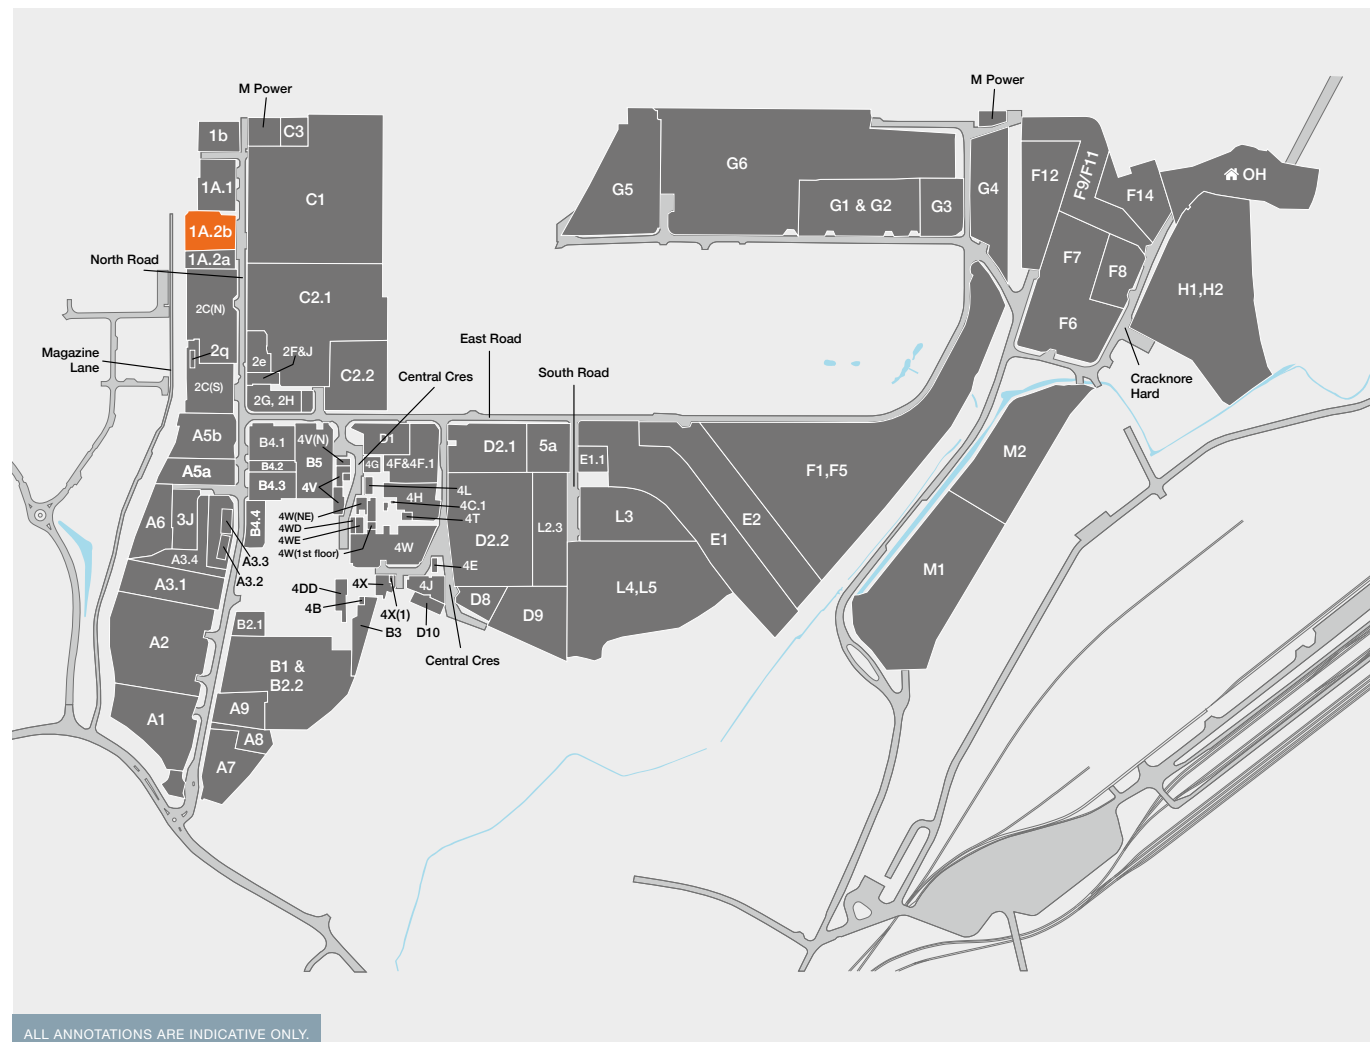 M Power
1b
C3
1A.1
C1
1A.2b
1A.2a
North Road
C2.1
2C(N)
2q
2e
2F&J
Magazine
Lane
2C(S)
C2.2
2G, 2H
Central Cres
East Road
South Road
A5b
B4.1
4V(N)
D1
D2.1
5a
B5
4G
4F&4F.1
E1.1
A5a
B4.2
B4.3
4V
4L
4H
4C.1
4T
A6
3J
B4.4
4W(NE)
4WD
4WE
4W(1st floor)
4W
L2.3
L3
D2.2
E1
E2
F1,F5
A3.4
A3.3
A3.2
A3.1
4E
4DD
4X
4J
4B
4X(1)
D10
B3
D8
D9
L4,L5
Central Cres
A2
B2.1
B1 &
B2.2
A1
A9
A8
A7
M Power
G5
G6
G1 & G2
G3
G4
F12
F9/F11
F14
OH
F7
F8
F6
H1,H2
Cracknore
Hard
M2
M1
ALL ANNOTATIONS ARE INDICATIVE ONLY.